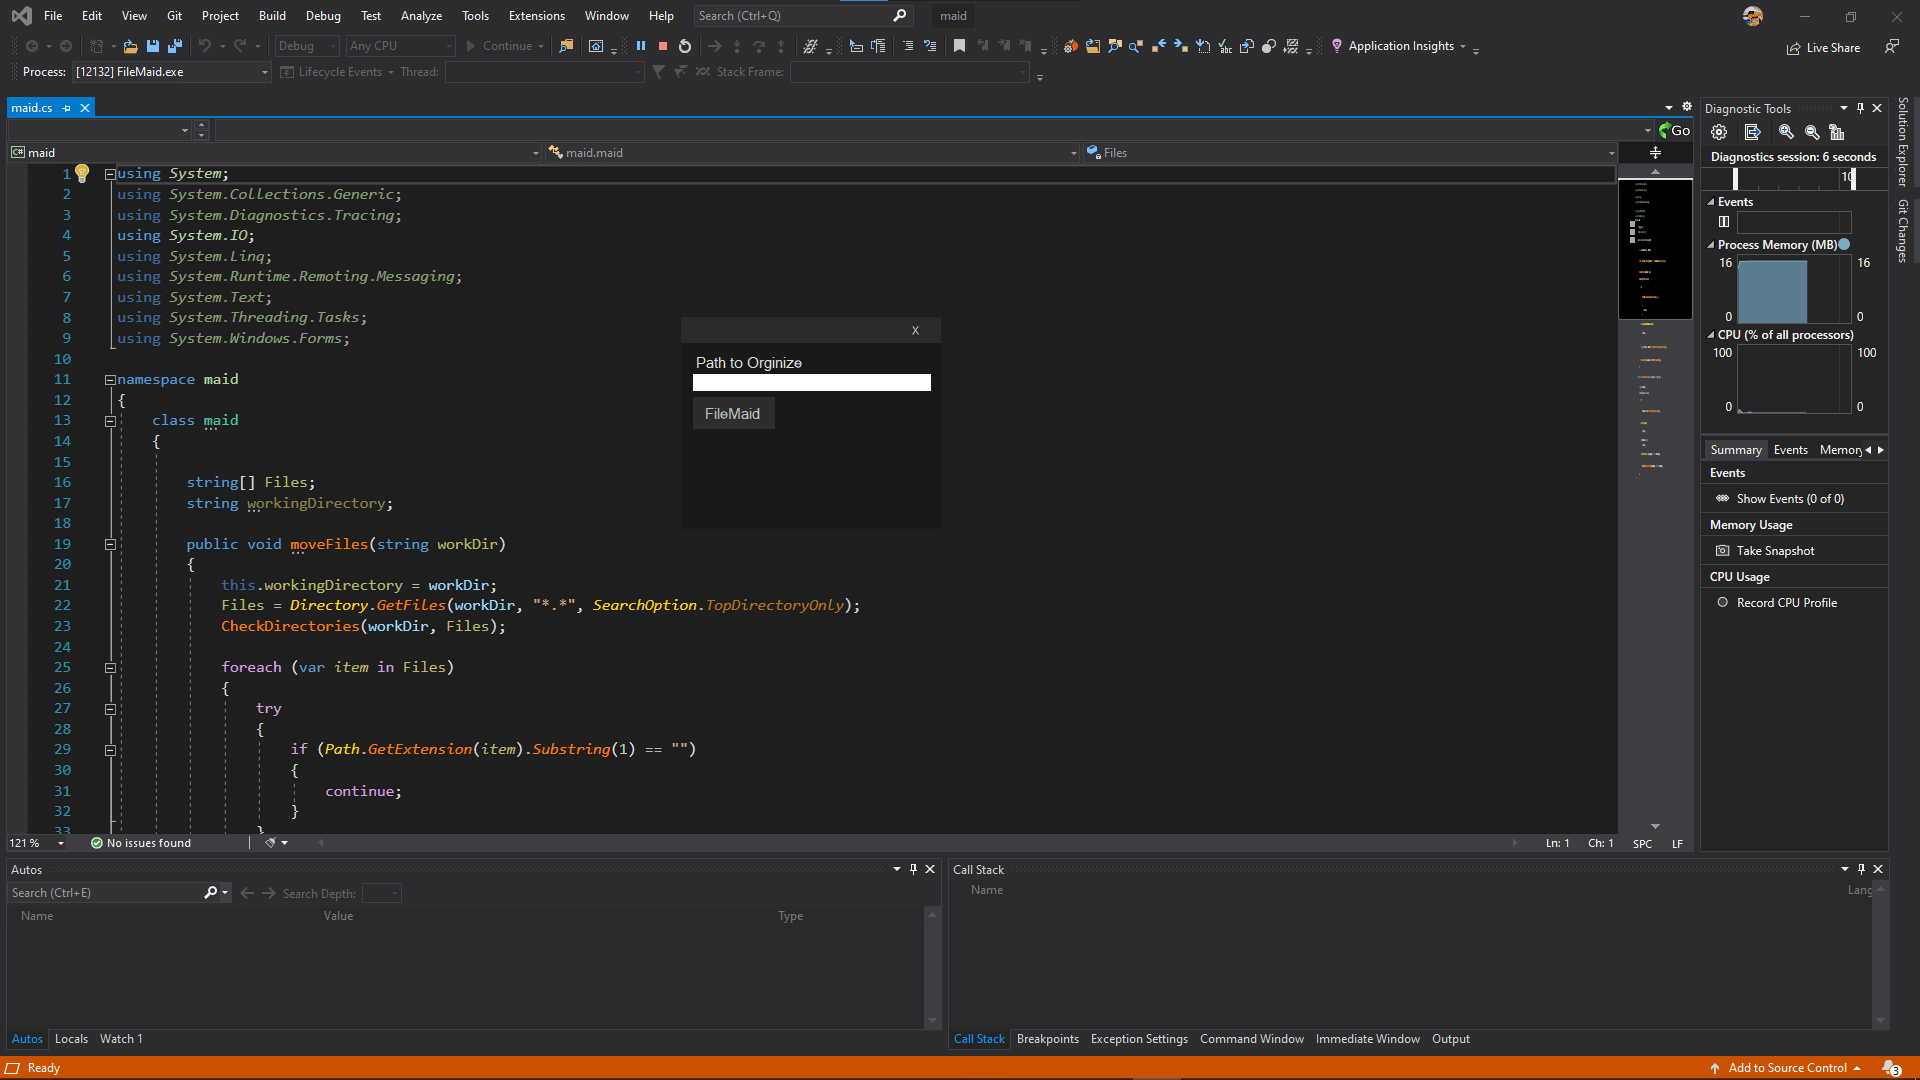 File Edit View Git Project Build Debug Test Analyze Tools Extensions Window Help Search (Ctrl+Q) maid
Debug Any CPU Continue Application Insights Live Share
Process: [12132] FileMaid.exe Lifecycle Events Thread: Stack Frame:
maid.cs
Go
maid maid.maid Files
1 using System;
2 using System.Collections.Generic;
3 using System.Diagnostics.Tracing;
4 using System.IO;
5 using System.Linq;
6 using System.Runtime.Remoting.Messaging;
7 using System.Text;
8 using System.Threading.Tasks;
9 using System.Windows.Forms;
10
11 namespace maid
12 {
13 class maid
14 {
15
16 string[] Files;
17 string workingDirectory;
18
19 public void moveFiles(string workDir)
20 {
21 this.workingDirectory = workDir;
22 Files = Directory.GetFiles(workDir, "*.*", SearchOption.TopDirectoryOnly);
23 CheckDirectories(workDir, Files);
24
25 foreach (var item in Files)
26 {
27 try
28 {
29 if (Path.GetExtension(item).Substring(1) == "")
30 {
31 continue;
32 }
33 }
X
Path to Orginize
FileMaid
121 % No issues found Ln: 1 Ch: 1 SPC LF
Diagnostic Tools
Diagnostics session: 6 seconds
10
Events
Process Memory (MB)
16 16
0 0
CPU (% of all processors)
100 100
0 0
Summary Events Memory
Events
Show Events (0 of 0)
Memory Usage
Take Snapshot
CPU Usage
Record CPU Profile
Solution Explorer
Git Changes
Autos
Search (Ctrl+E) Search Depth:
Name Value Type
Autos Locals Watch 1
Call Stack
Name Lang
Call Stack Breakpoints Exception Settings Command Window Immediate Window Output
Ready Add to Source Control 3